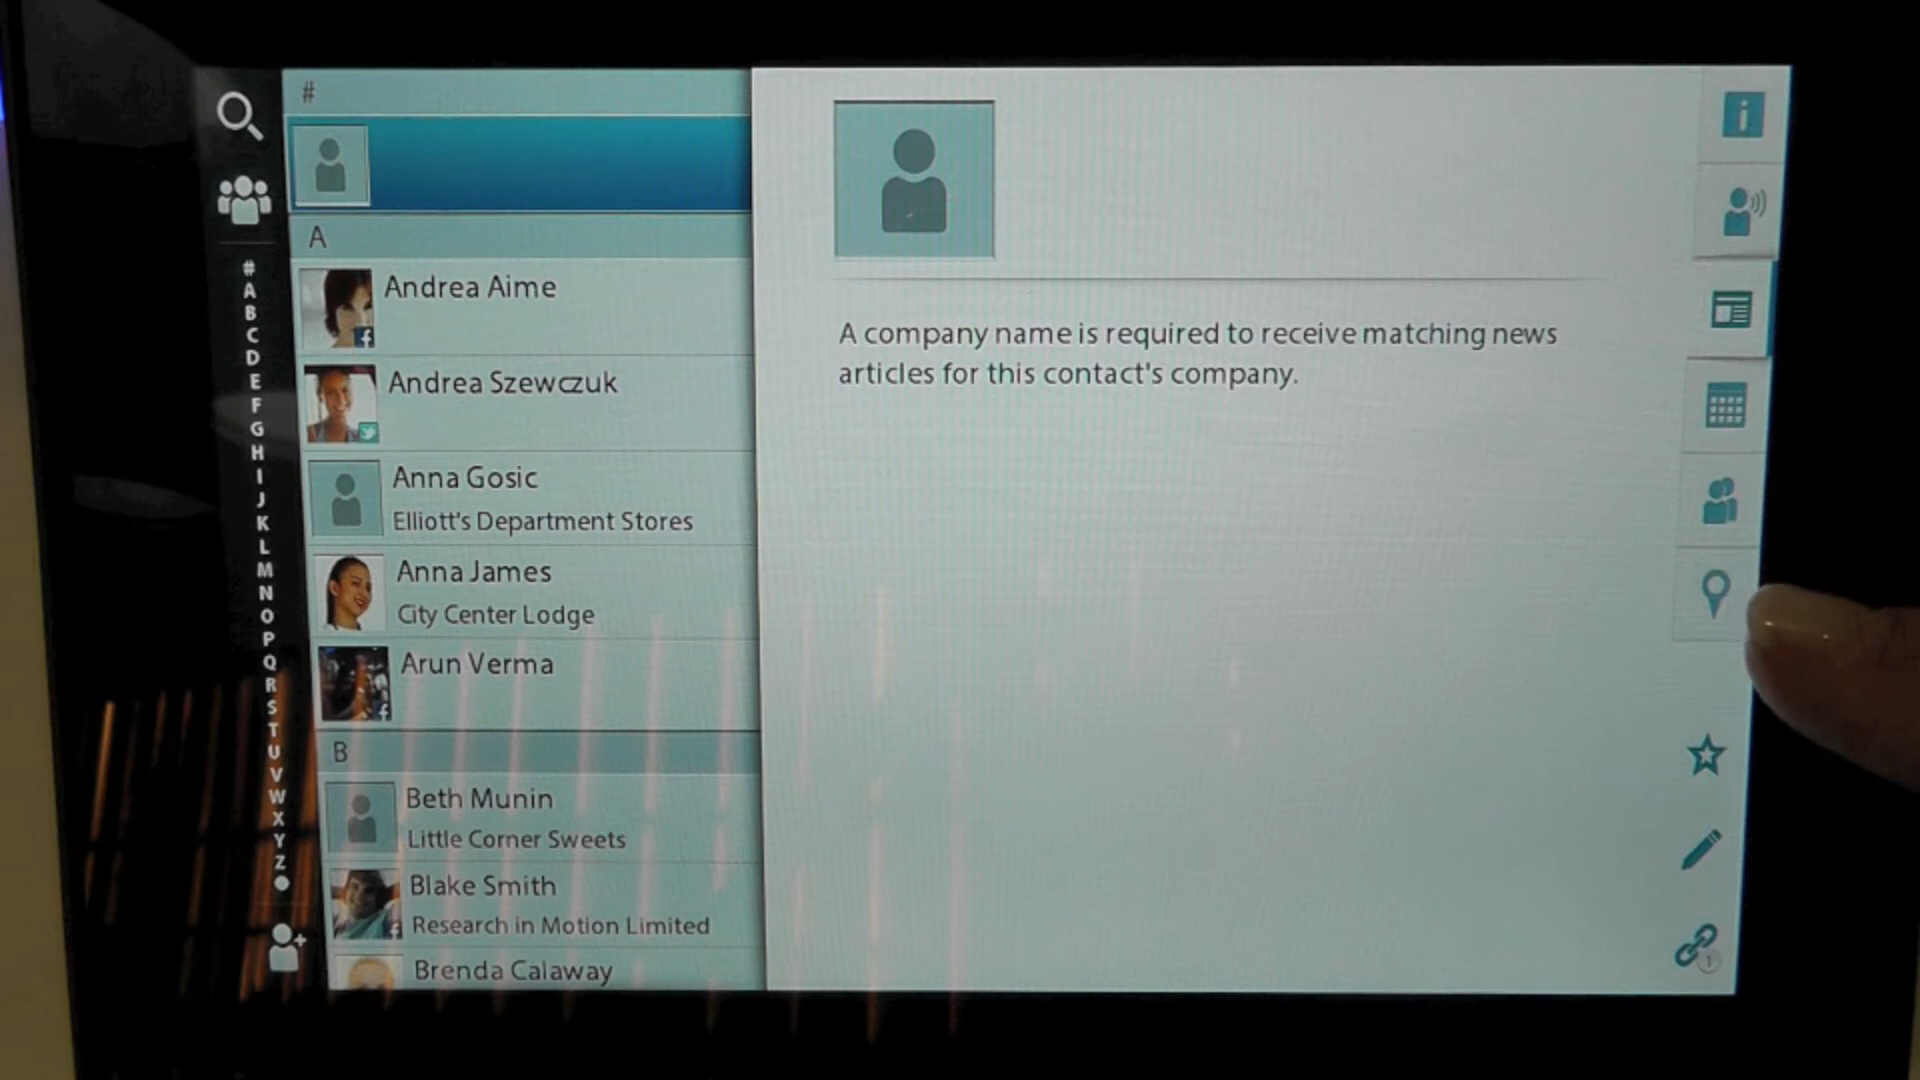 #
A
Andrea Aime
Andrea Szewczuk
Anna Gosic
Elliott's Department Stores
Anna James
City Center Lodge
Arun Verma
B
Beth Munin
Little Corner Sweets
Blake Smith
Research in Motion Limited
Brenda Calaway
#
A
B
C
D
E
F
G
H
I
J
K
L
M
N
O
P
Q
R
S
T
U
V
W
X
Y
Z
A company name is required to receive matching news
articles for this contact's company.
i
1